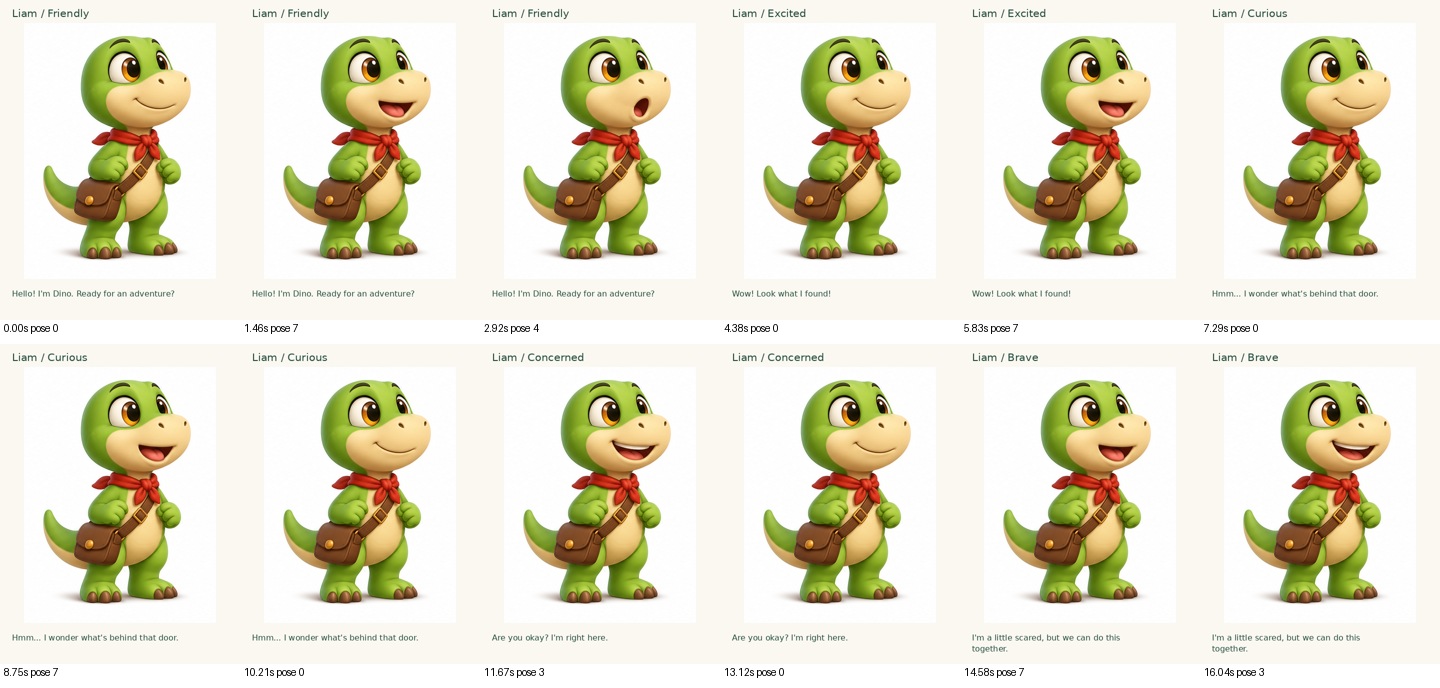 Liam / Friendly
Liam / Friendly
Liam / Friendly
Liam / Excited
Liam / Excited
Liam / Curious
Hello! I'm Dino. Ready for an adventure?
Hello! I'm Dino. Ready for an adventure?
Hello! I'm Dino. Ready for an adventure?
Wow! Look what I found!
Wow! Look what I found!
Hmm... I wonder what's behind that door.
0.00s pose 0
1.46s pose 7
2.92s pose 4
4.38s pose 0
5.83s pose 7
7.29s pose 0
Liam / Curious
Liam / Curious
Liam / Concerned
Liam / Concerned
Liam / Brave
Liam / Brave
Hmm... I wonder what's behind that door.
Hmm... I wonder what's behind that door.
Are you okay? I'm right here.
Are you okay? I'm right here.
I'm a little scared, but we can do this
together.
I'm a little scared, but we can do this
together.
8.75s pose 7
10.21s pose 0
11.67s pose 3
13.12s pose 0
14.58s pose 7
16.04s pose 3